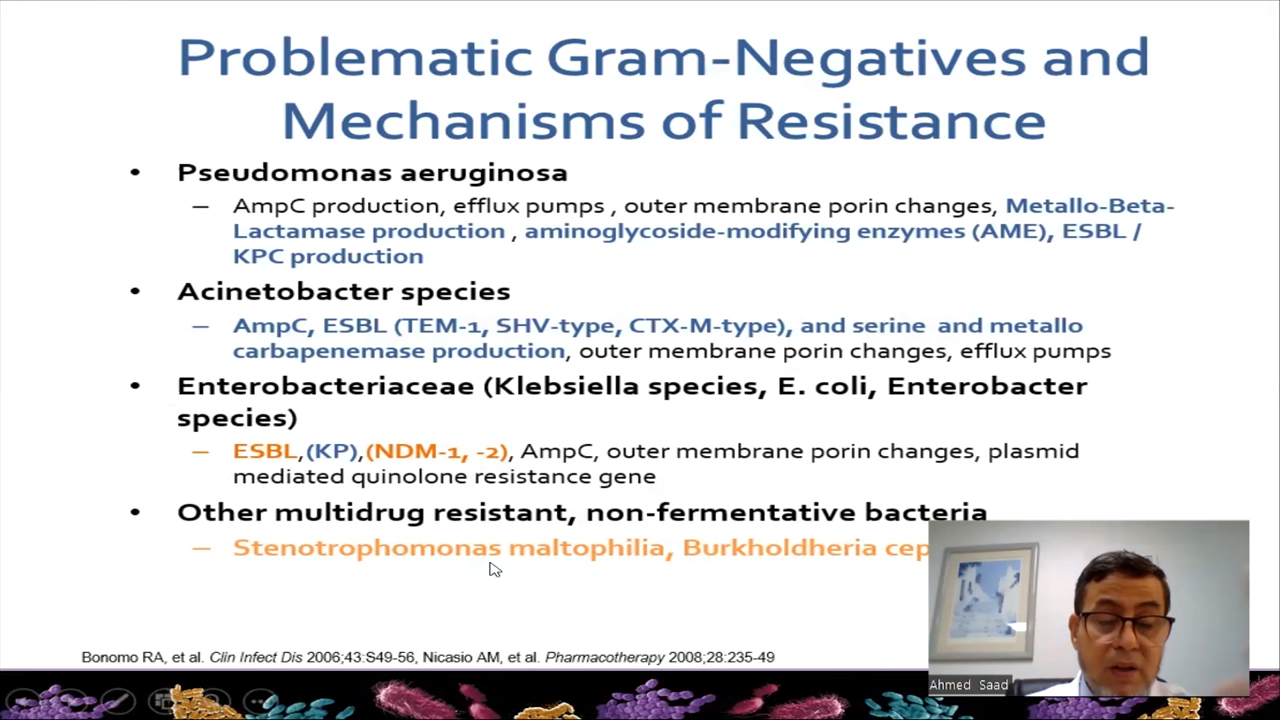 Problematic Gram-Negatives and
Mechanisms of Resistance
• Pseudomonas aeruginosa
– AmpC production, efflux pumps , outer membrane porin changes, Metallo-Beta-
Lactamase production , aminoglycoside-modifying enzymes (AME), ESBL /
KPC production
• Acinetobacter species
– AmpC, ESBL (TEM-1, SHV-type, CTX-M-type), and serine and metallo
carbapenemase production, outer membrane porin changes, efflux pumps
• Enterobacteriaceae (Klebsiella species, E. coli, Enterobacter
species)
– ESBL,(KP),(NDM-1, -2), AmpC, outer membrane porin changes, plasmid
mediated quinolone resistance gene
• Other multidrug resistant, non-fermentative bacteria
– Stenotrophomonas maltophilia, Burkholdheria cep
Bonomo RA, et al. Clin Infect Dis 2006;43:S49-56, Nicasio AM, et al. Pharmacotherapy 2008;28:235-49
Ahmed Saad